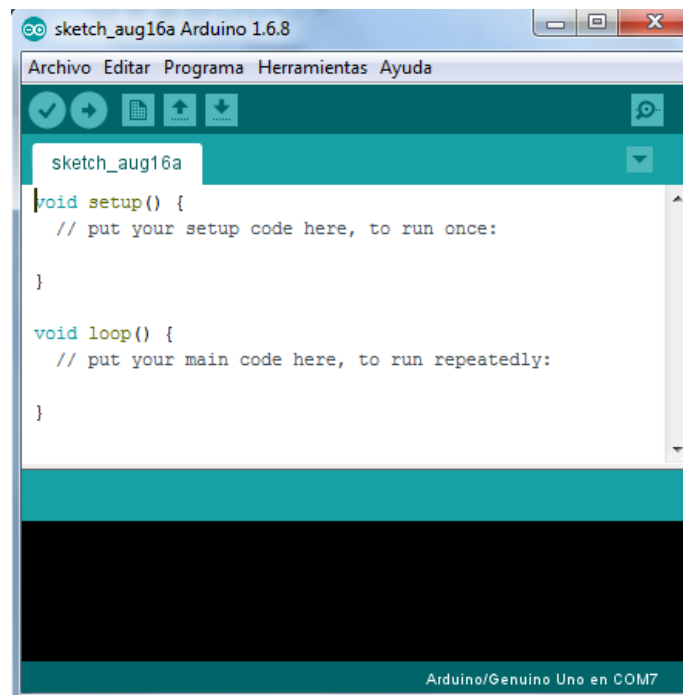 sketch_aug16a Arduino 1.6.8
Archivo Editar Programa Herramientas Ayuda
sketch_aug16a
void setup() {
  // put your setup code here, to run once:
}
void loop() {
  // put your main code here, to run repeatedly:
}
Arduino/Genuino Uno en COM7